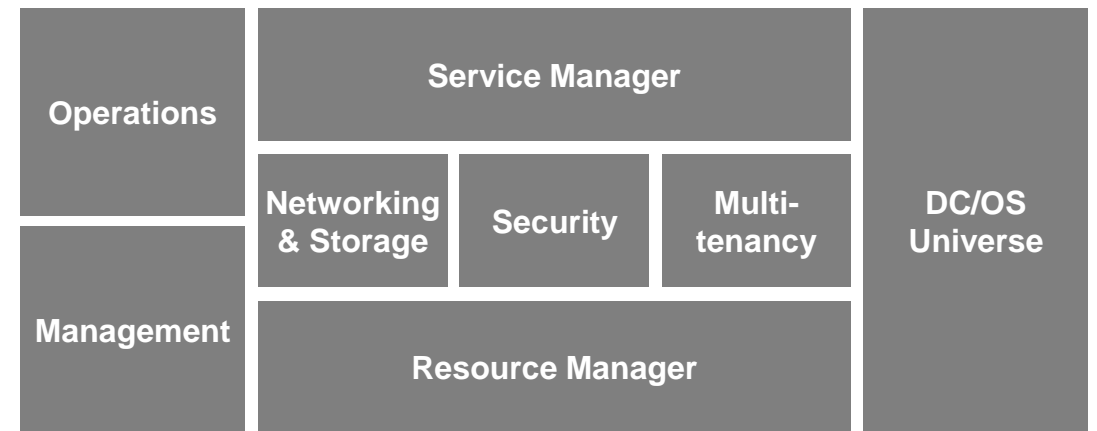 Operations
Management
Service Manager
Networking
& Storage
Security
Multi-
tenancy
Resource Manager
DC/OS
Universe